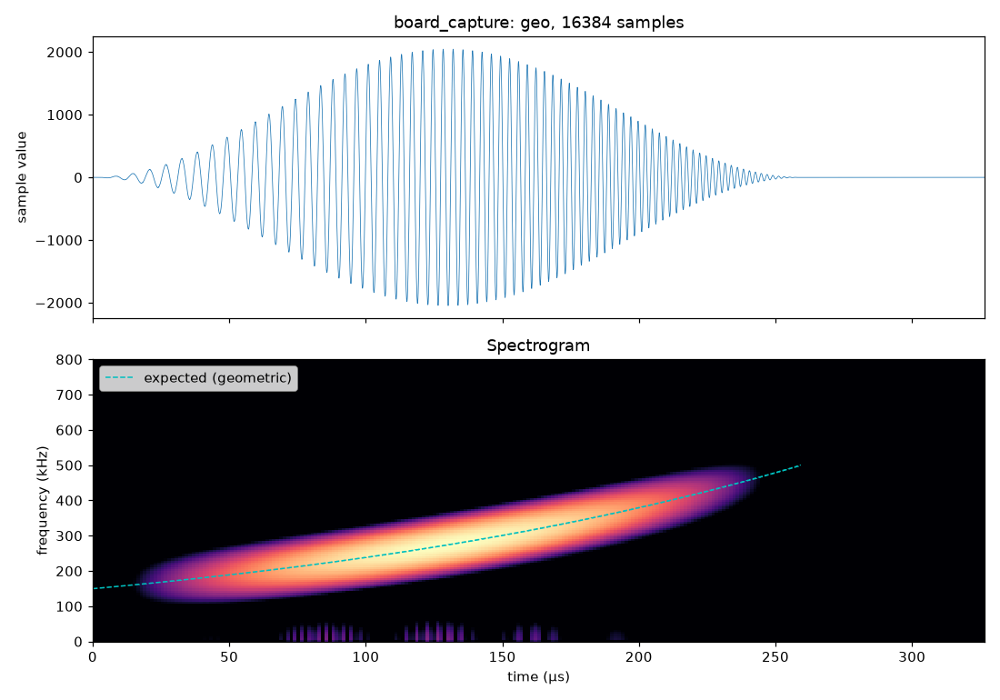 board_capture: geo, 16384 samples
2000
1000
0
−1000
−2000
sample value
Spectrogram
800
700
600
500
400
300
200
100
0
frequency (kHz)
expected (geometric)
0 50 100 150 200 250 300
time (µs)